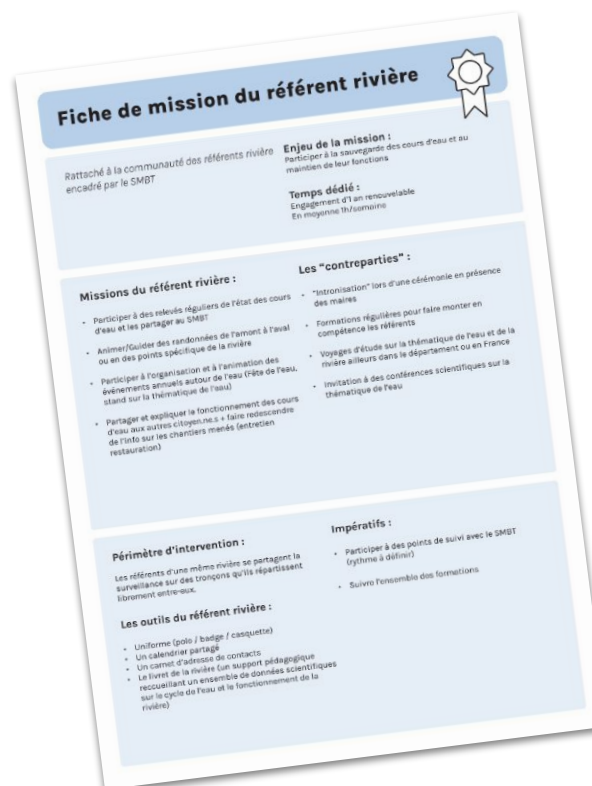 Fiche de mission du référent rivière
Rattaché à la communauté des référents rivière
encadré par le SMBT
Enjeu de la mission :
Participer à la sauvegarde des cours d'eau et au
maintien de leur fonctions
Temps dédié :
Engagement d'1 an renouvelable
En moyenne 1h/semaine
Missions du référent rivière :
• Participer à des relevés réguliers de l'état des cours
d'eau et les partager au SMBT
• Animer/Guider des randonnées de l'amont à l'aval
ou en des points spécifique de la rivière
• Participer à l'organisation et à l'animation des
événements annuels autour de l'eau (Fête de l'eau,
stand sur la thématique de l'eau)
• Partager et expliquer le fonctionnement des cours
d'eau aux autres citoyen.ne.s + faire redescendre
de l'info sur les chantiers menés (entretien
restauration)
Les "contreparties" :
• "Intronisation" lors d'une cérémonie en présence
des maires
• Formations régulières pour faire monter en
compétence les référents
• Voyages d'étude sur la thématique de l'eau et de la
rivière ailleurs dans le département ou en France
• Invitation à des conférences scientifiques sur la
thématique de l'eau
Périmètre d'intervention :
Les référents d'une même rivière se partagent la
surveillance sur des tronçons qu'ils répartissent
librement entre-eux.
Les outils du référent rivière :
• Uniforme (polo / badge / casquette)
• Un calendrier partagé
• Un carnet d'adresse de contacts
• Le livret de la rivière (un support pédagogique
reccueillant un ensemble de données scientifiques
sur le cycle de l'eau et le fonctionnement de la
rivière)
Impératifs :
• Participer à des points de suivi avec le SMBT
(rythme à définir)
• Suivre l'ensemble des formations